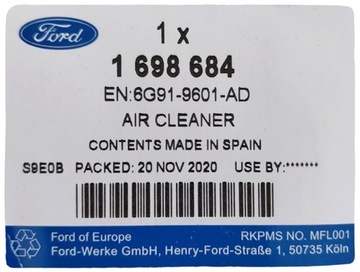 Ford
1 x
1 698 684
EN:6G91-9601-AD
AIR CLEANER
CONTENTS MADE IN SPAIN
S9E0B PACKED: 20 NOV 2020 USE BY:*******
Ford of Europe RKPMS NO. MFL001
Ford-Werke GmbH, Henry-Ford-Straße 1, 50735 Köln